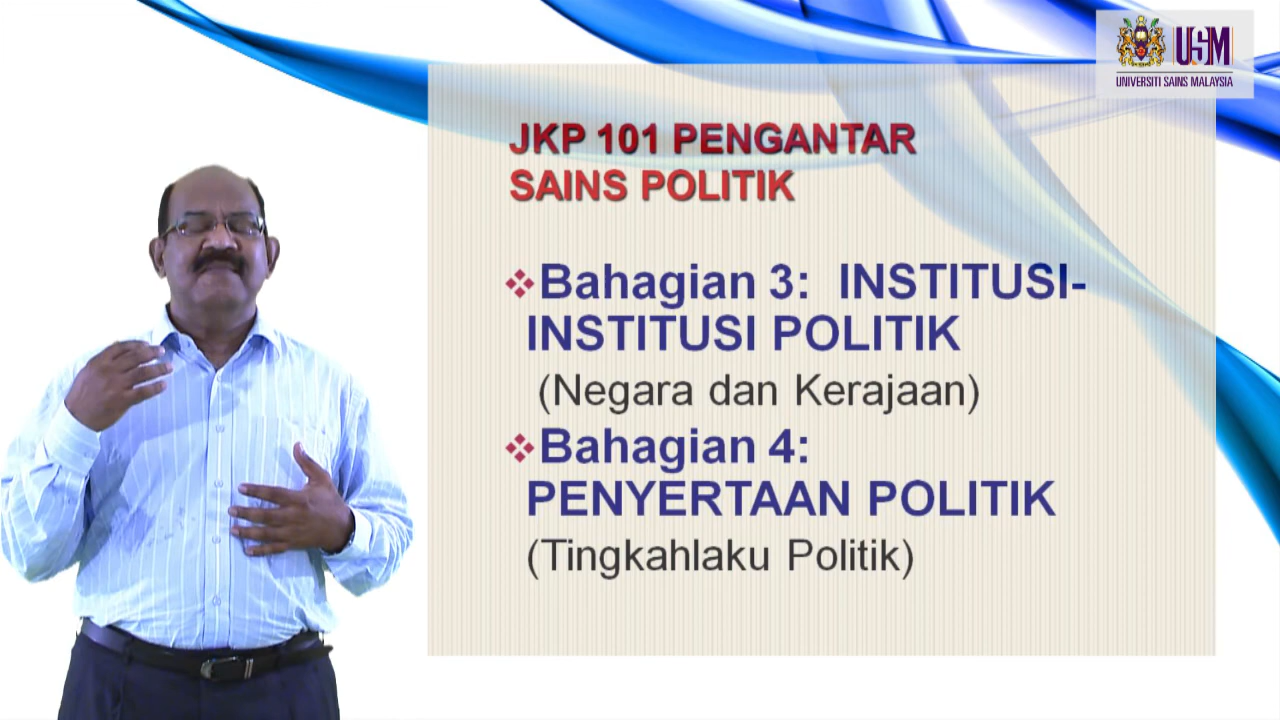 USM
UNIVERSITI SAINS MALAYSIA
JKP 101 PENGANTAR
SAINS POLITIK
❖Bahagian 3: INSTITUSI-
INSTITUSI POLITIK
(Negara dan Kerajaan)
❖Bahagian 4:
PENYERTAAN POLITIK
(Tingkahlaku Politik)